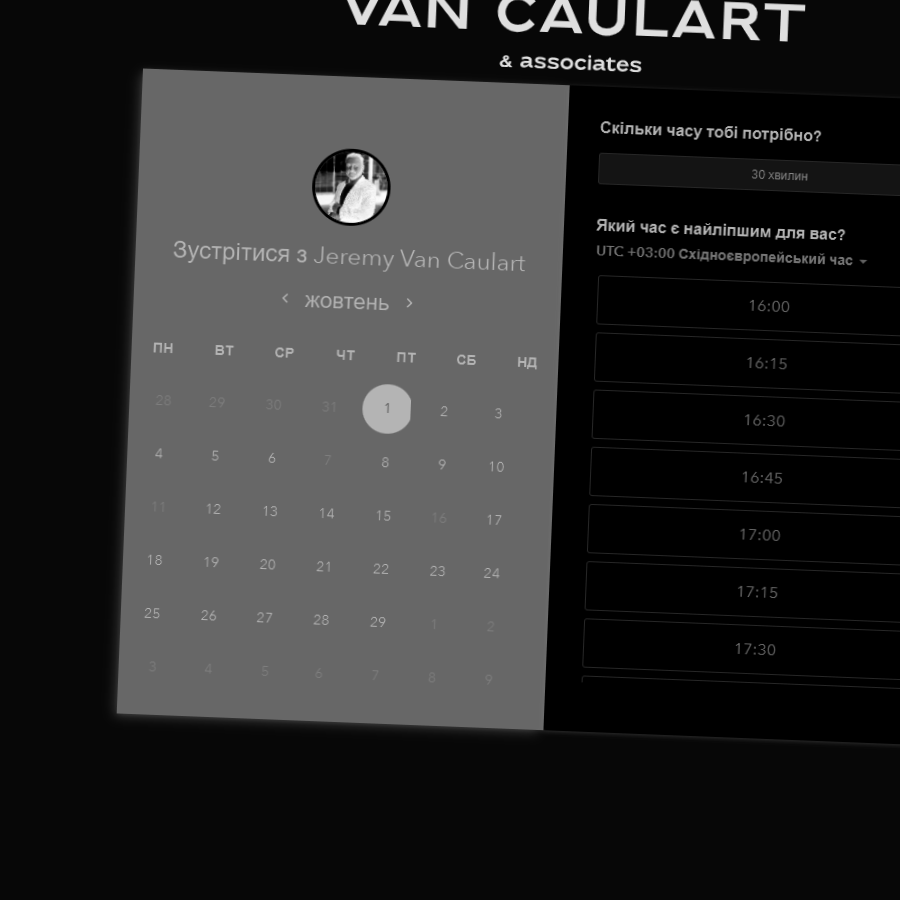 VAN CAULART
& associates
Зустрітися з Jeremy Van Caulart
жовтень
ПН ВТ СР ЧТ ПТ СБ НД
28 29 30 31 1 2 3
4 5 6 7 8 9 10
11 12 13 14 15 16 17
18 19 20 21 22 23 24
25 26 27 28 29 1 2
3 4 5 6 7 8 9
Скільки часу тобі потрібно?
30 хвилин
Який час є найліпшим для вас?
UTC +03:00 Східноєвропейський час
16:00
16:15
16:30
16:45
17:00
17:15
17:30